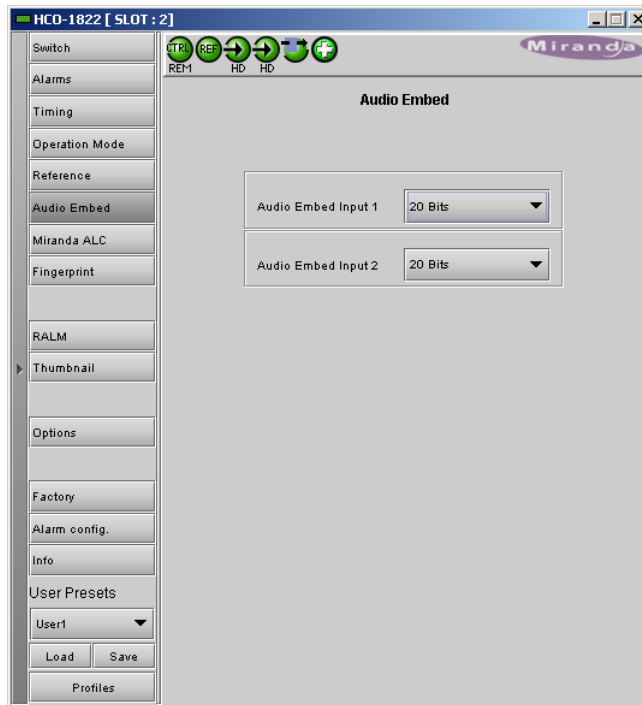 HCO-1822 [ SLOT : 2]
Switch
Alarms
Timing
Operation Mode
Reference
Audio Embed
Miranda ALC
Fingerprint
RALM
Thumbnail
Options
Factory
Alarm config.
Info
User Presets
User1
Load Save
Profiles
CTRL REF
REM HD HD
Miranda
Audio Embed
Audio Embed Input 1 20 Bits
Audio Embed Input 2 20 Bits